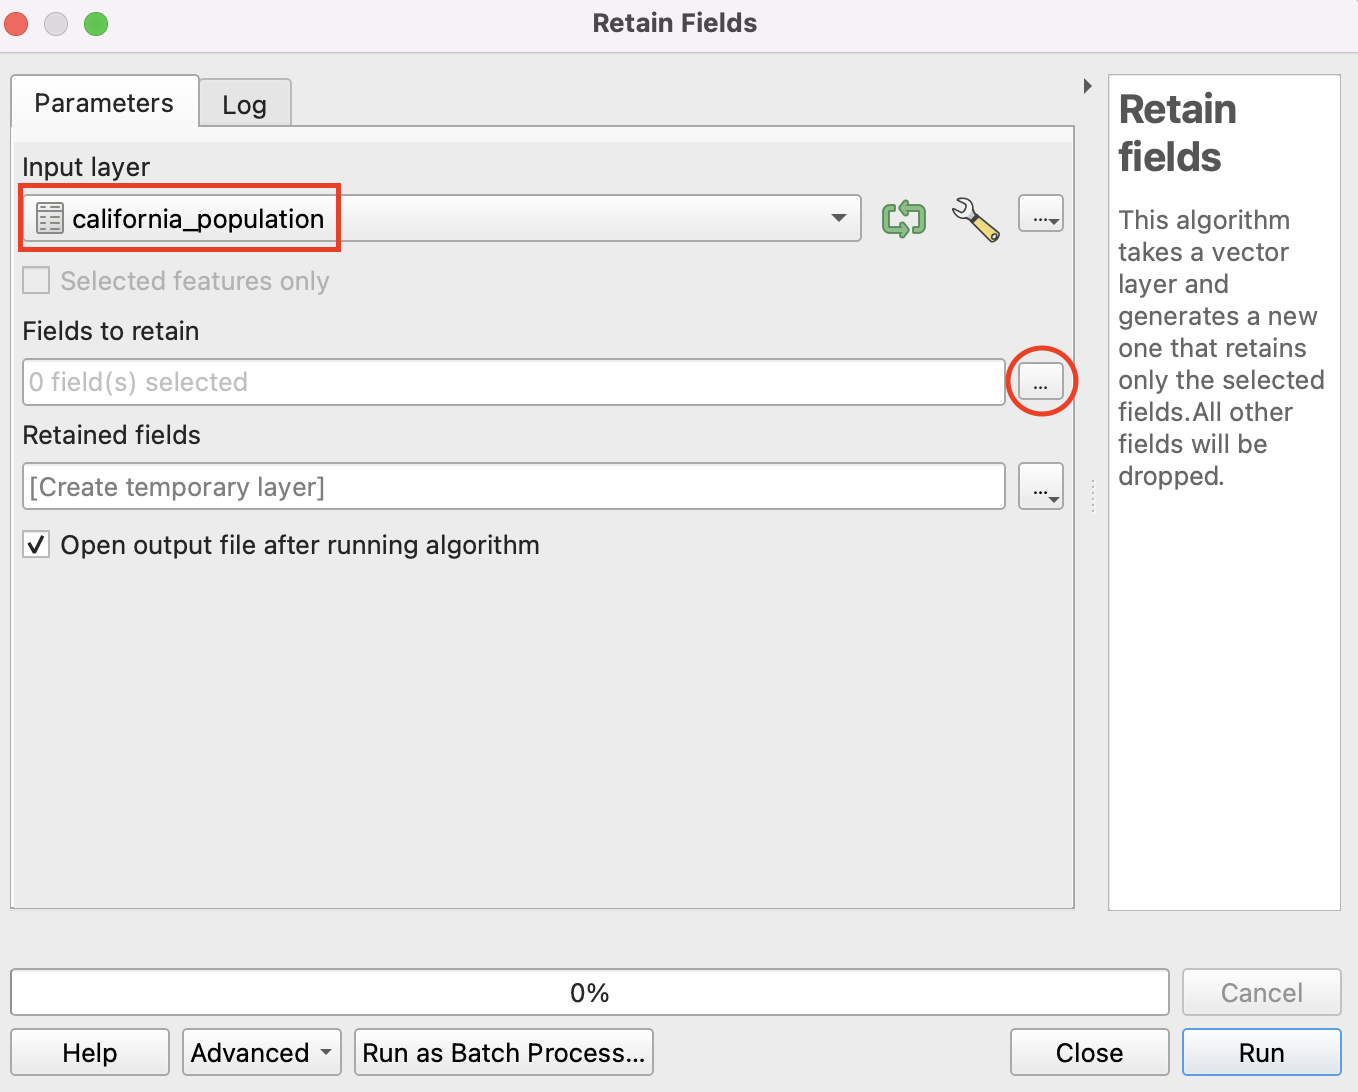 Retain Fields
Parameters
Log
Input layer
california_population
...
Selected features only
Fields to retain
0 field(s) selected
...
Retained fields
[Create temporary layer]
...
Open output file after running algorithm
Retain
fields
This algorithm
takes a vector
layer and
generates a new
one that retains
only the selected
fields.All other
fields will be
dropped.
0%
Cancel
Help
Advanced
Run as Batch Process...
Close
Run